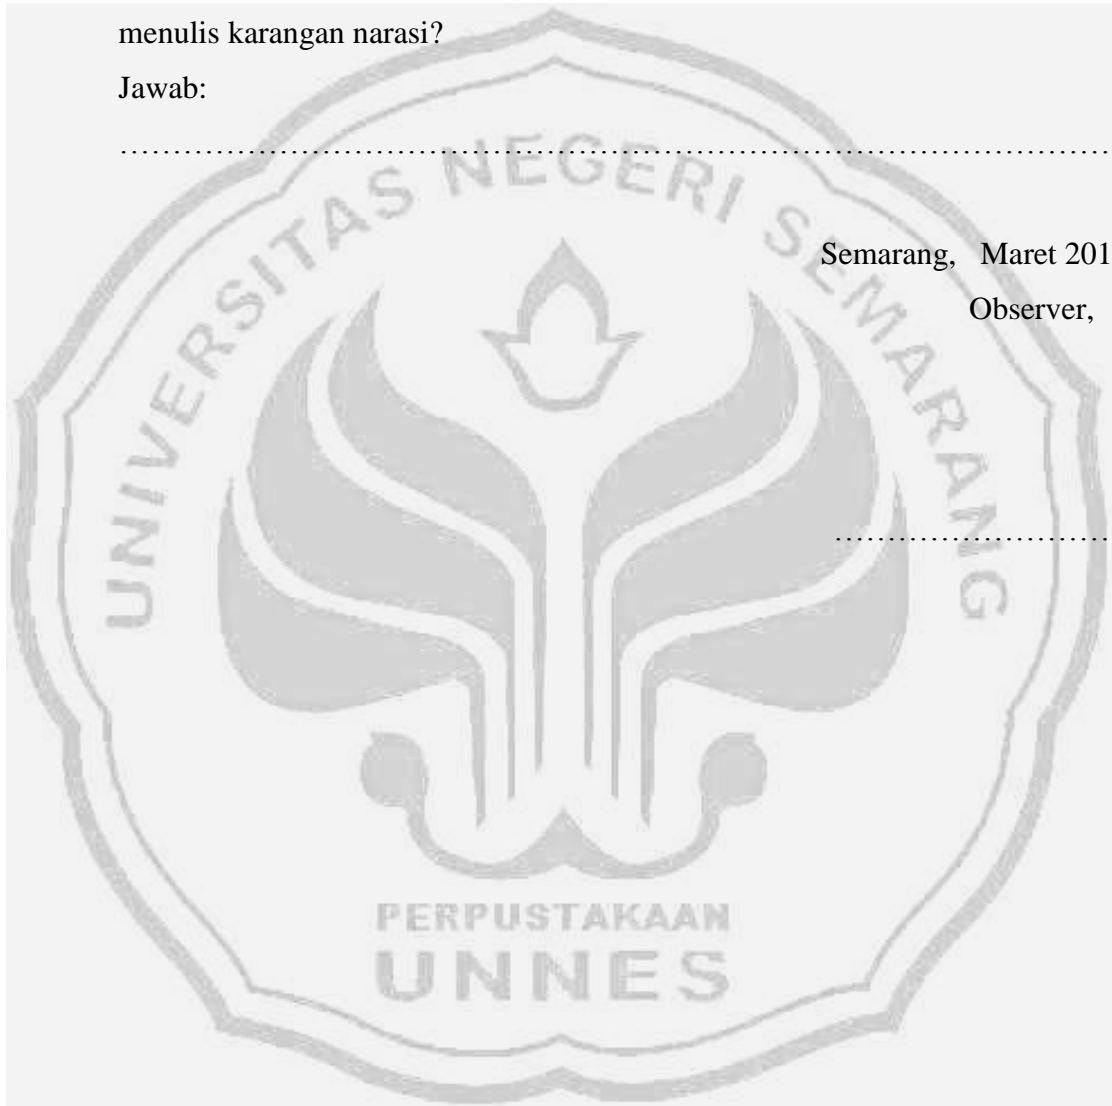 menulis karangan narasi?
Jawab:
………………………………………………………………………………………
Semarang,   Maret 201
Observer,
………………………
UNIVERSITAS NEGERI SEMARANG
PERPUSTAKAAN
UNNES